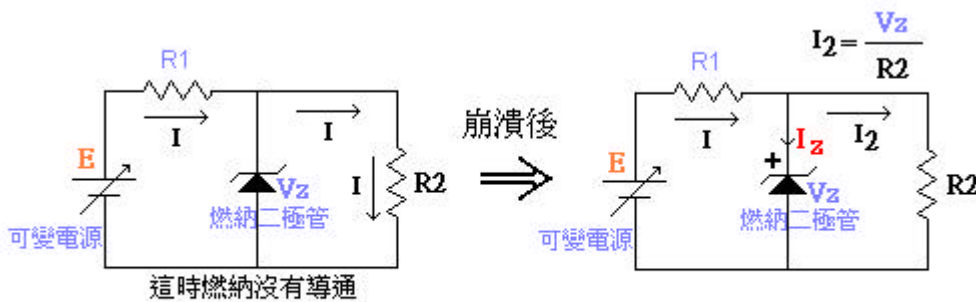 R1
I
I
E
Vz
燃納二極管
I
R2
可變電源
這時燃納沒有導通
崩潰後
I2=Vz/R2
R1
I
Iz
I2
E
+
Vz
燃納二極管
R2
可變電源